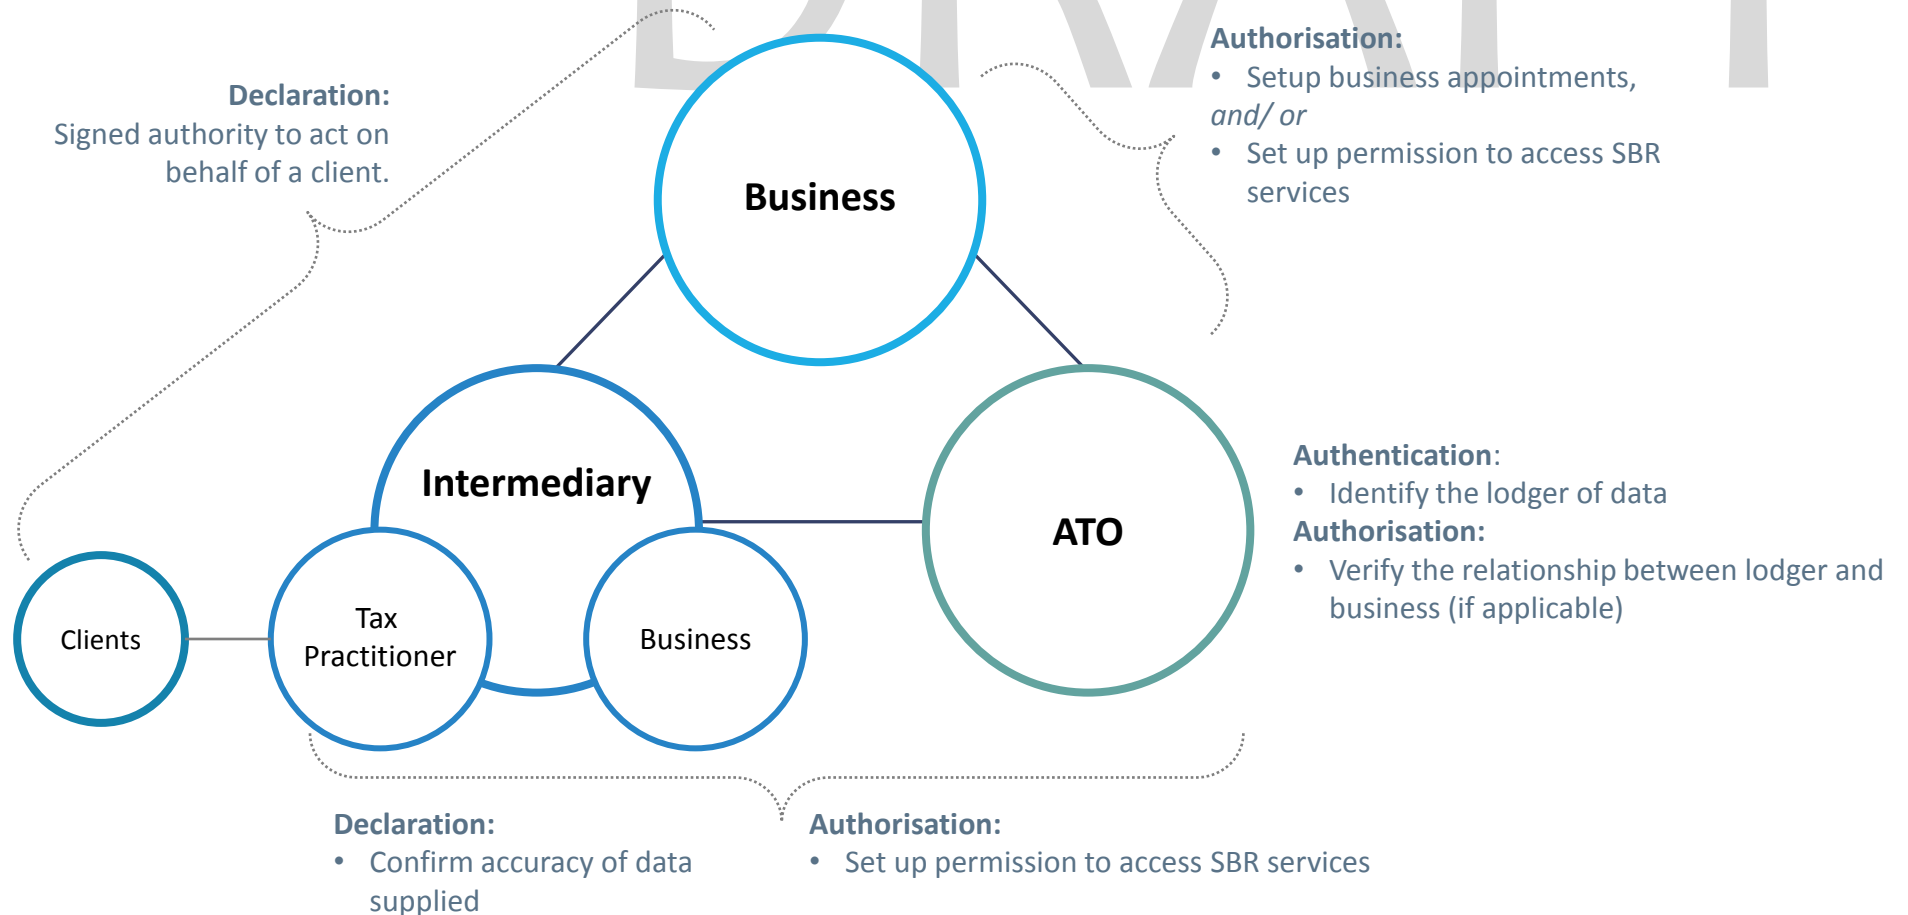 DRAFT
Declaration:
Signed authority to act on
behalf of a client.
Authorisation:
• Setup business appointments,
and/ or
• Set up permission to access SBR
services
Business
Intermediary
ATO
Authentication:
• Identify the lodger of data
Authorisation:
• Verify the relationship between lodger and
business (if applicable)
Clients
Tax
Practitioner
Business
Declaration:
• Confirm accuracy of data
supplied
Authorisation:
• Set up permission to access SBR services